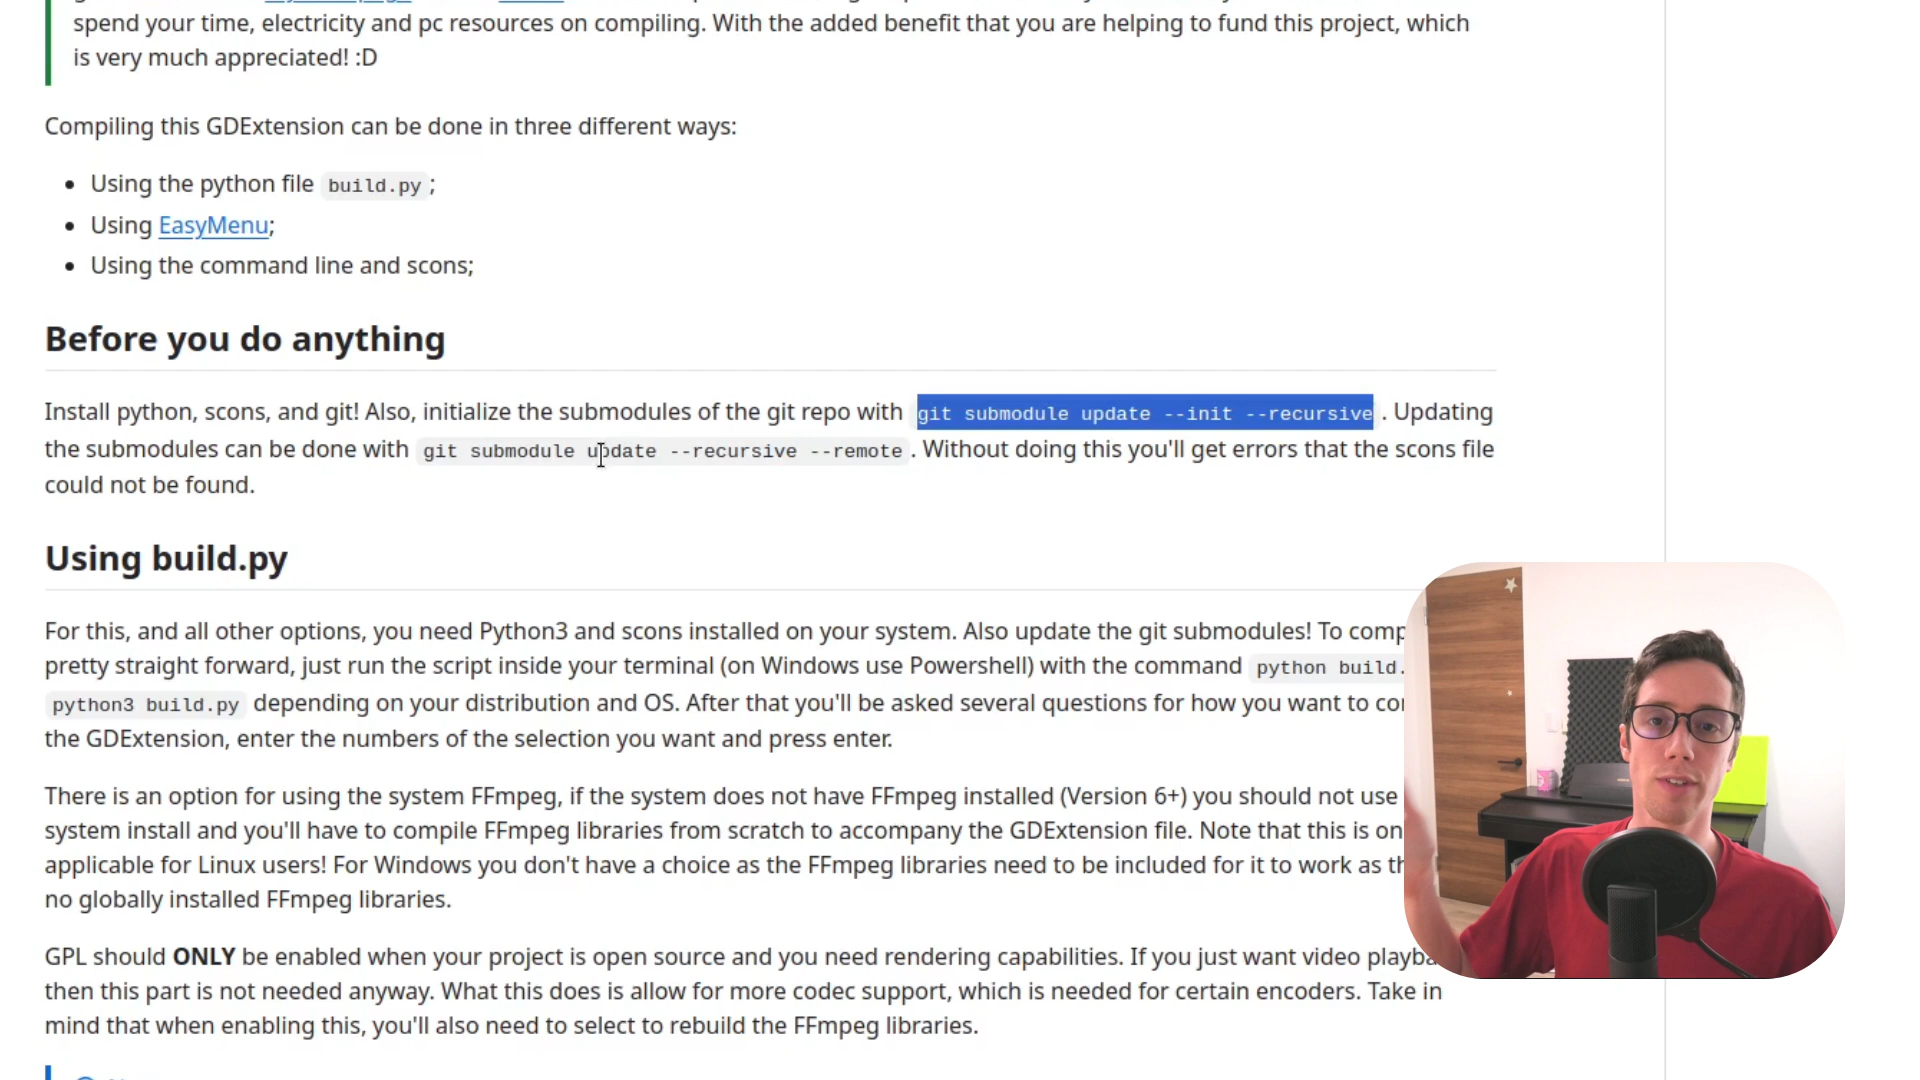 spend your time, electricity and pc resources on compiling. With the added benefit that you are helping to fund this project, which
is very much appreciated! :D
Compiling this GDExtension can be done in three different ways:
Using the python file build.py;
Using EasyMenu;
Using the command line and scons;
Before you do anything
Install python, scons, and git! Also, initialize the submodules of the git repo with git submodule update --init --recursive. Updating
the submodules can be done with git submodule update --recursive --remote. Without doing this you'll get errors that the scons file
could not be found.
Using build.py
For this, and all other options, you need Python3 and scons installed on your system. Also update the git submodules! To comp
pretty straight forward, just run the script inside your terminal (on Windows use Powershell) with the command python build.
python3 build.py depending on your distribution and OS. After that you'll be asked several questions for how you want to co
the GDExtension, enter the numbers of the selection you want and press enter.
There is an option for using the system FFmpeg, if the system does not have FFmpeg installed (Version 6+) you should not use
system install and you'll have to compile FFmpeg libraries from scratch to accompany the GDExtension file. Note that this is on
applicable for Linux users! For Windows you don't have a choice as the FFmpeg libraries need to be included for it to work as th
no globally installed FFmpeg libraries.
GPL should ONLY be enabled when your project is open source and you need rendering capabilities. If you just want video playba
then this part is not needed anyway. What this does is allow for more codec support, which is needed for certain encoders. Take in
mind that when enabling this, you'll also need to select to rebuild the FFmpeg libraries.